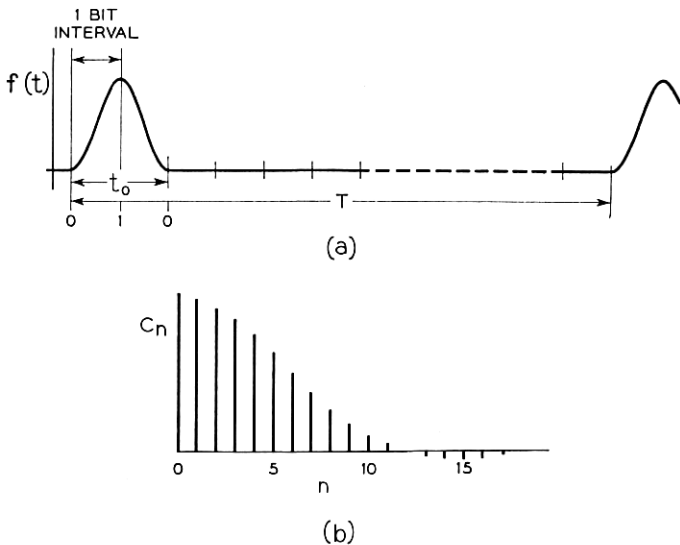 1 BIT
INTERVAL
f(t)
t₀
T
0 1 0
(a)
Cn
0 5 10 15
n
(b)